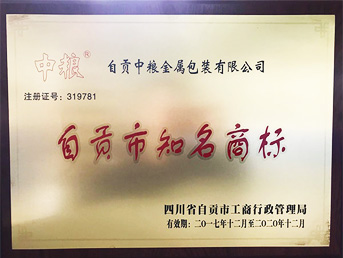 中粮®
自贡中粮金属包装有限公司
注册证号：319781
自贡市知名商标
四川省自贡市工商行政管理局
有效期：二〇一七年十二月至二〇二〇年十二月